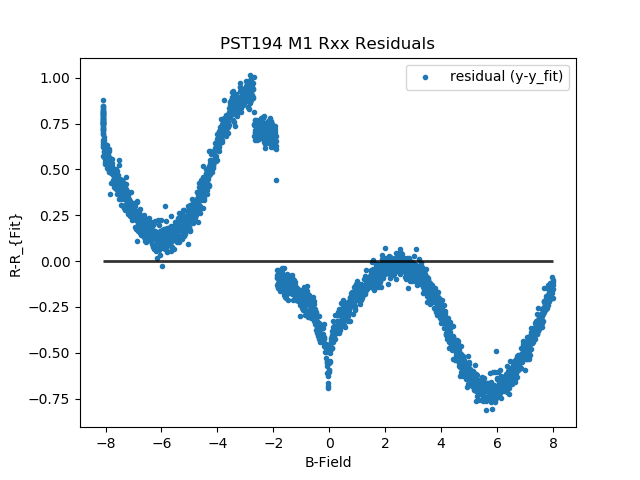 PST194 M1 Rxx Residuals
residual (y-y_fit)
R-R_{Fit}
1.00
0.75
0.50
0.25
0.00
−0.25
−0.50
−0.75
−8 −6 −4 −2 0 2 4 6 8
B-Field